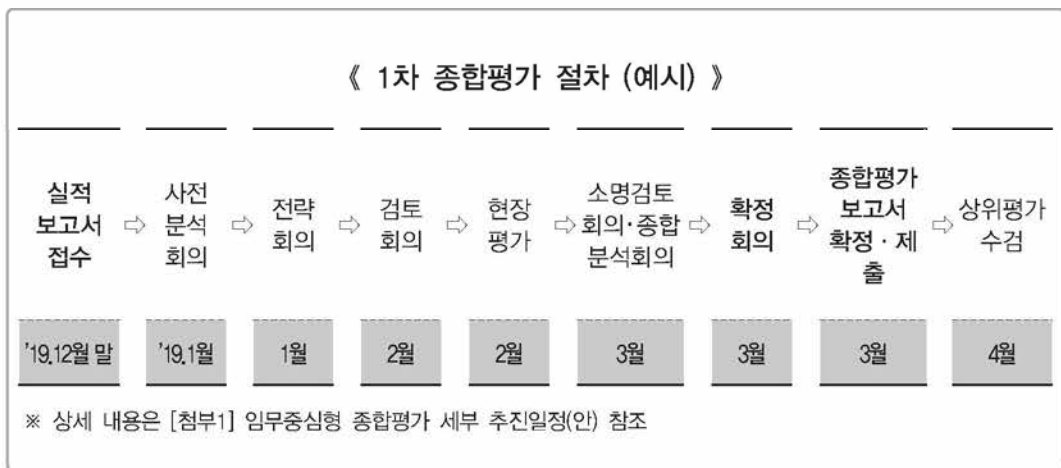 《 1차 종합평가 절차 (예시) 》
실적
보고서
접수
⇨
사전
분석
회의
⇨
전략
회의
⇨
검토
회의
⇨
현장
평가
⇨
소명검토
회의·종합
분석회의
⇨
확정
회의
⇨
종합평가
보고서
확정 · 제
출
⇨
상위평가
수검
'19.12월 말
'19.1월
1월
2월
2월
3월
3월
3월
4월
※ 상세 내용은 [첨부1] 임무중심형 종합평가 세부 추진일정(안) 참조